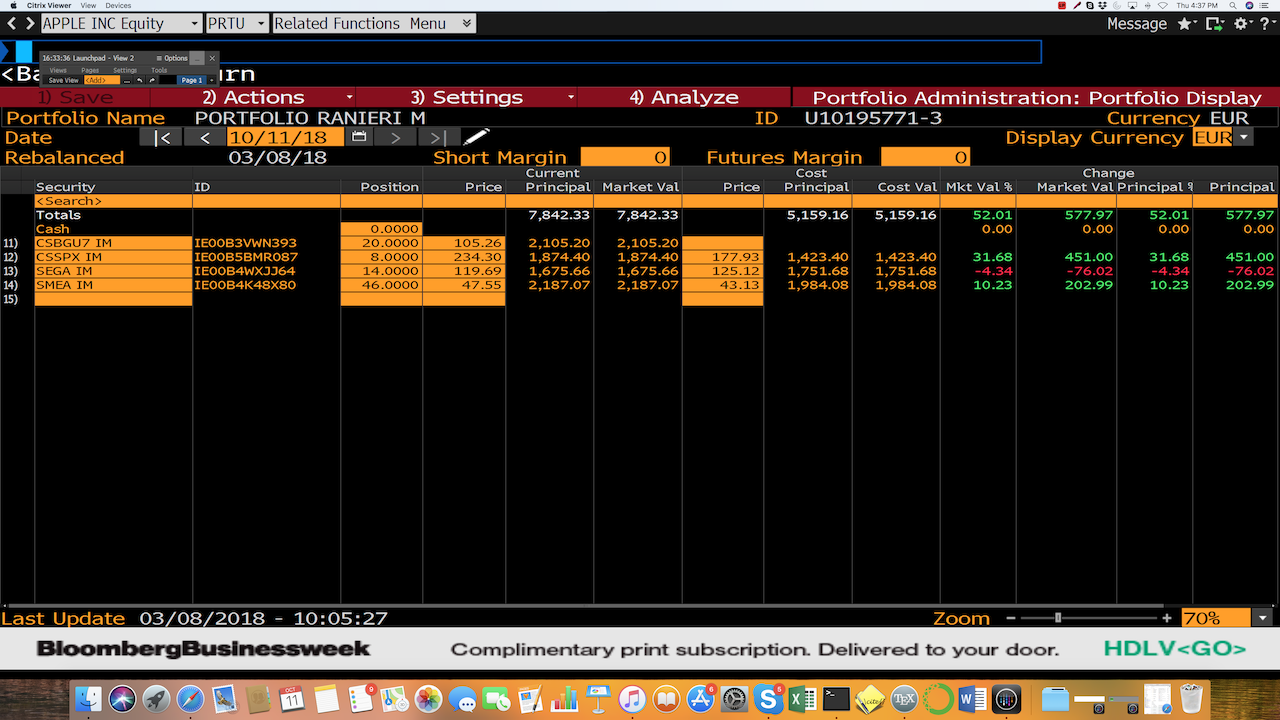 Citrix Viewer View Devices Thu 4:37 PM
APPLE INC Equity PRTU Related Functions Menu Message
16:33:36 Launchpad - View 2 Options
Views Pages Settings Tools
Save View <Add> ... Page 1
<Ba urn
1) Save 2) Actions 3) Settings 4) Analyze Portfolio Administration: Portfolio Display
Portfolio Name PORTFOLIO RANIERI M ID U10195771-3 Currency EUR
Date |< < 10/11/18 > >| Display Currency EUR
Rebalanced 03/08/18 Short Margin 0 Futures Margin 0
Current Cost Change
Security ID Position Price Principal Market Val Price Principal Cost Val Mkt Val % Market Val Principal % Principal
<Search>
Totals 7,842.33 7,842.33 5,159.16 5,159.16 52.01 577.97 52.01 577.97
Cash 0.0000 0.00 0.00 0.00 0.00
11) CSBGU7 IM IE00B3VWN393 20.0000 105.26 2,105.20 2,105.20
12) CSSPX IM IE00B5BMR087 8.0000 234.30 1,874.40 1,874.40 177.93 1,423.40 1,423.40 31.68 451.00 31.68 451.00
13) SEGA IM IE00B4WXJJ64 14.0000 119.69 1,675.66 1,675.66 125.12 1,751.68 1,751.68 -4.34 -76.02 -4.34 -76.02
14) SMEA IM IE00B4K48X80 46.0000 47.55 2,187.07 2,187.07 43.13 1,984.08 1,984.08 10.23 202.99 10.23 202.99
15)
Last Update 03/08/2018 - 10:05:27 Zoom - + 70%
BloombergBusinessweek Complimentary print subscription. Delivered to your door. HDLV<GO>
OCT 11 9 6 5 TEX